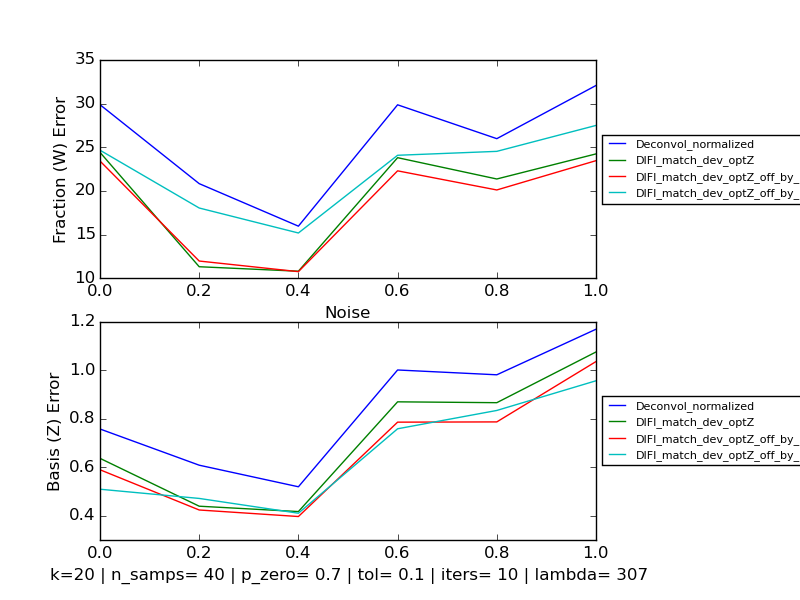 35
30
25
20
15
10
Fraction (W) Error
0.0 0.2 0.4 0.6 0.8 1.0
Noise
Deconvol_normalized
DIFI_match_dev_optZ
DIFI_match_dev_optZ_off_by_
DIFI_match_dev_optZ_off_by_
1.2
1.0
0.8
0.6
0.4
Basis (Z) Error
0.0 0.2 0.4 0.6 0.8 1.0
Deconvol_normalized
DIFI_match_dev_optZ
DIFI_match_dev_optZ_off_by_
DIFI_match_dev_optZ_off_by_
k=20 | n_samps= 40 | p_zero= 0.7 | tol= 0.1 | iters= 10 | lambda= 307